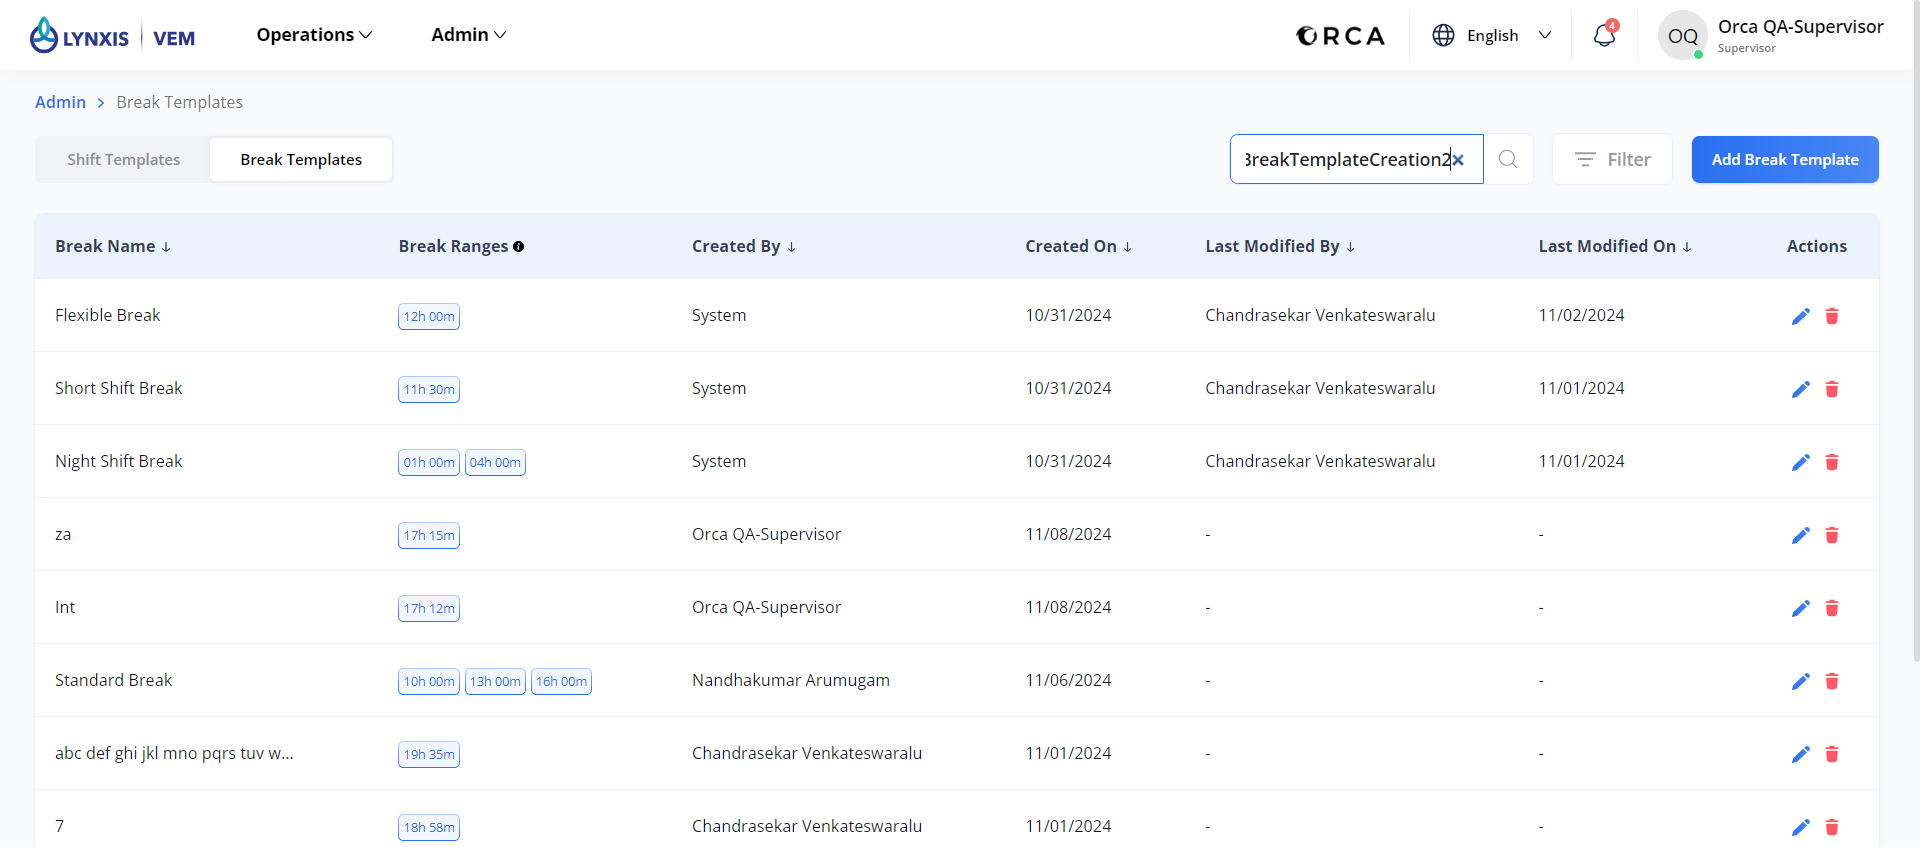 LYNXIS VEM Operations Admin ORCA English 4 OQ Orca QA-Supervisor
Supervisor
Admin > Break Templates
Shift Templates Break Templates BreakTemplateCreation2 Filter Add Break Template
Break Name Break Ranges Created By Created On Last Modified By Last Modified On Actions
Flexible Break 12h 00m System 10/31/2024 Chandrasekar Venkateswaralu 11/02/2024
Short Shift Break 11h 30m System 10/31/2024 Chandrasekar Venkateswaralu 11/01/2024
Night Shift Break 01h 00m 04h 00m System 10/31/2024 Chandrasekar Venkateswaralu 11/01/2024
za 17h 15m Orca QA-Supervisor 11/08/2024 - -
Int 17h 12m Orca QA-Supervisor 11/08/2024 - -
Standard Break 10h 00m 13h 00m 16h 00m Nandhakumar Arumugam 11/06/2024 - -
abc def ghi jkl mno pqrs tuv w... 19h 35m Chandrasekar Venkateswaralu 11/01/2024 - -
7 18h 58m Chandrasekar Venkateswaralu 11/01/2024 - -